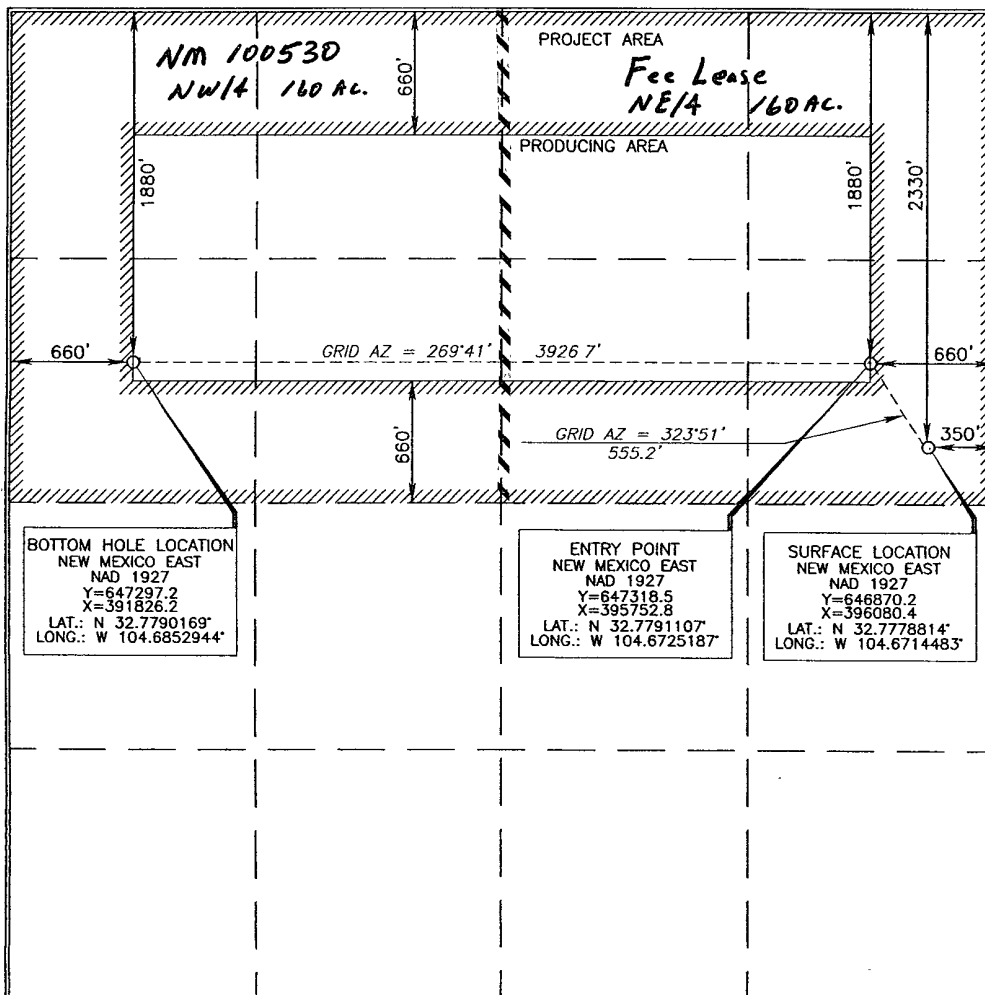 NM 100530
NW/4 160 AC.
660'
PROJECT AREA
Fee Lease
NE/4 160 AC.
PRODUCING AREA
1880'
1880'
2330'
660'
GRID AZ = 269°41' 3926 7'
660'
660'
GRID AZ = 323°51'
555.2'
350'
BOTTOM HOLE LOCATION
NEW MEXICO EAST
NAD 1927
Y=647297.2
X=391826.2
LAT.: N 32.7790169°
LONG.: W 104.6852944°
ENTRY POINT
NEW MEXICO EAST
NAD 1927
Y=647318.5
X=395752.8
LAT.: N 32.7791107°
LONG.: W 104.6725187°
SURFACE LOCATION
NEW MEXICO EAST
NAD 1927
Y=646870.2
X=396080.4
LAT.: N 32.7778814°
LONG.: W 104.6714483°